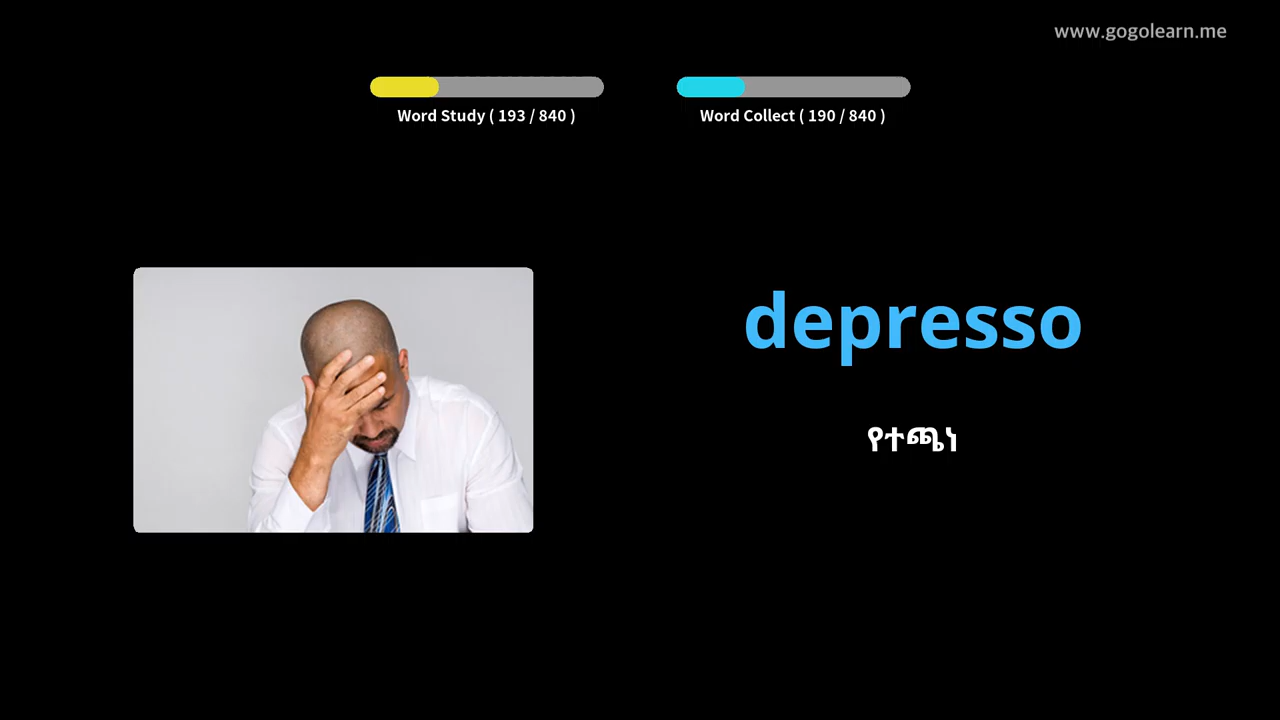 www.gogolearn.me
Word Study ( 193 / 840 )
Word Collect ( 190 / 840 )
depresso
የተጫነ